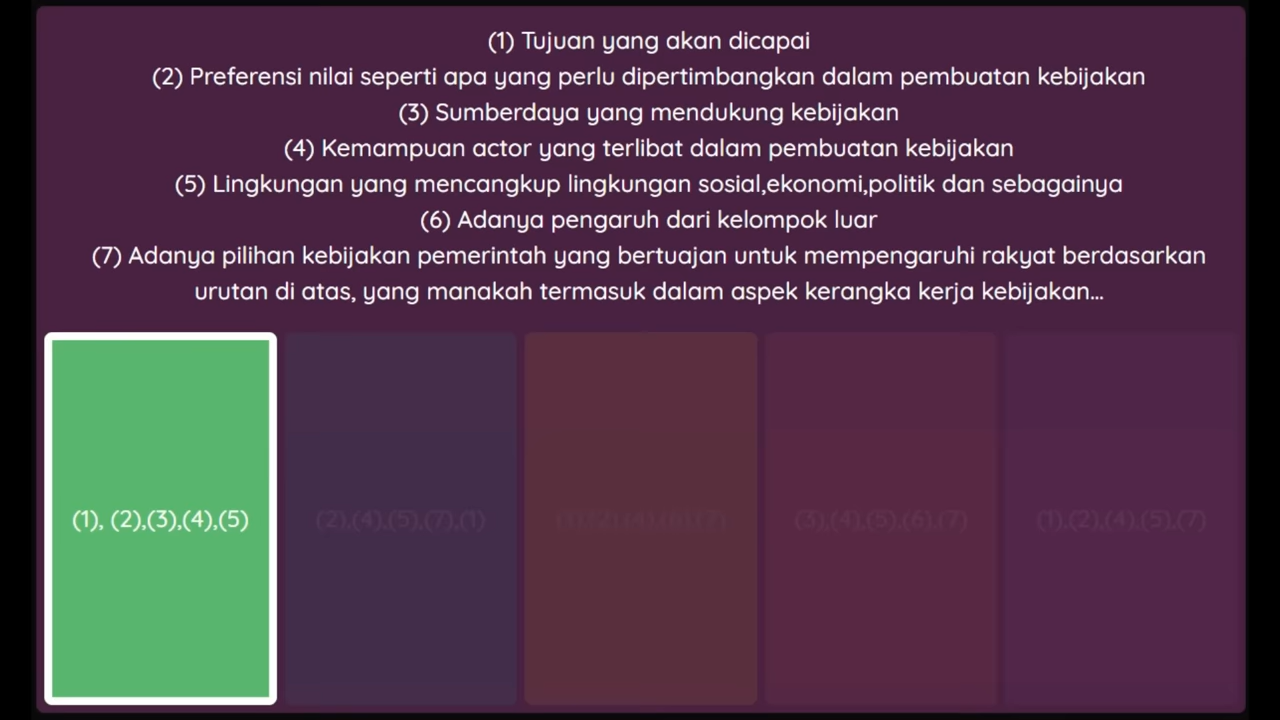 (1) Tujuan yang akan dicapai
(2) Preferensi nilai seperti apa yang perlu dipertimbangkan dalam pembuatan kebijakan
(3) Sumberdaya yang mendukung kebijakan
(4) Kemampuan actor yang terlibat dalam pembuatan kebijakan
(5) Lingkungan yang mencangkup lingkungan sosial,ekonomi,politik dan sebagainya
(6) Adanya pengaruh dari kelompok luar
(7) Adanya pilihan kebijakan pemerintah yang bertuajan untuk mempengaruhi rakyat berdasarkan
urutan di atas, yang manakah termasuk dalam aspek kerangka kerja kebijakan...
(1), (2),(3),(4),(5)
(2),(4),(5),(7),(1)
(3),(4),(5),(6),(7)
(1),(2),(4),(5),(7)